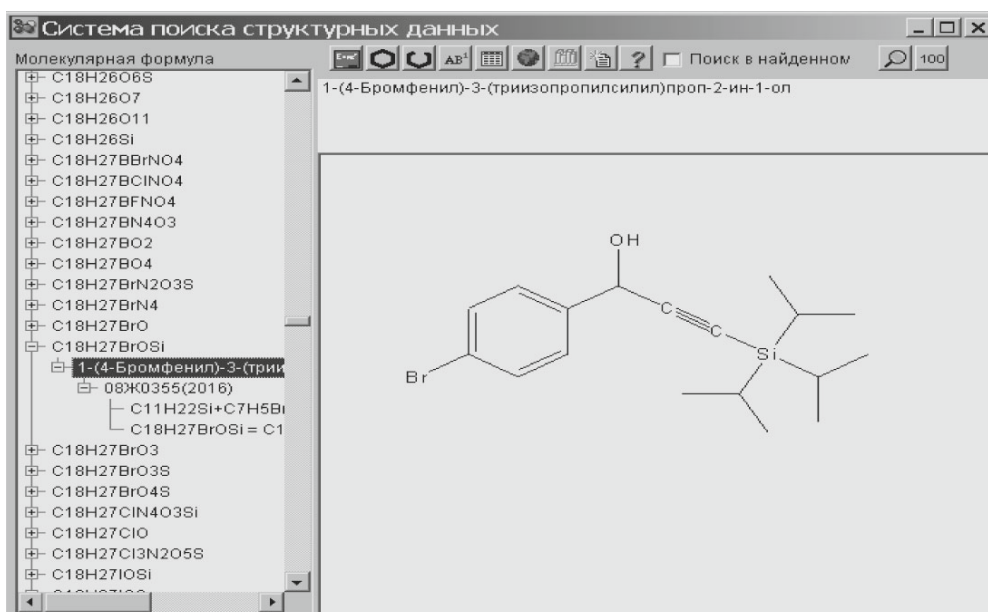 Система поиска структурных данных
Молекулярная формула
AB¹
?
Поиск в найденном
100
1-(4-Бромфенил)-3-(триизопропилсилил)проп-2-ин-1-ол
C18H26O6S
C18H26O7
C18H26O11
C18H26Si
C18H27BBrNO4
C18H27BClNO4
C18H27BFNO4
C18H27BN4O3
C18H27BO2
C18H27BO4
C18H27BrN2O3S
C18H27BrN4
C18H27BrO
C18H27BrOSi
1-(4-Бромфенил)-3-(трии
08Ж0355(2016)
C11H22Si+C7H5Br
C18H27BrOSi = C1
C18H27BrO3
C18H27BrO3S
C18H27BrO4S
C18H27ClN4O3Si
C18H27ClO
C18H27Cl3N2O5S
C18H27IOSi
OH
C
C
Si
Br